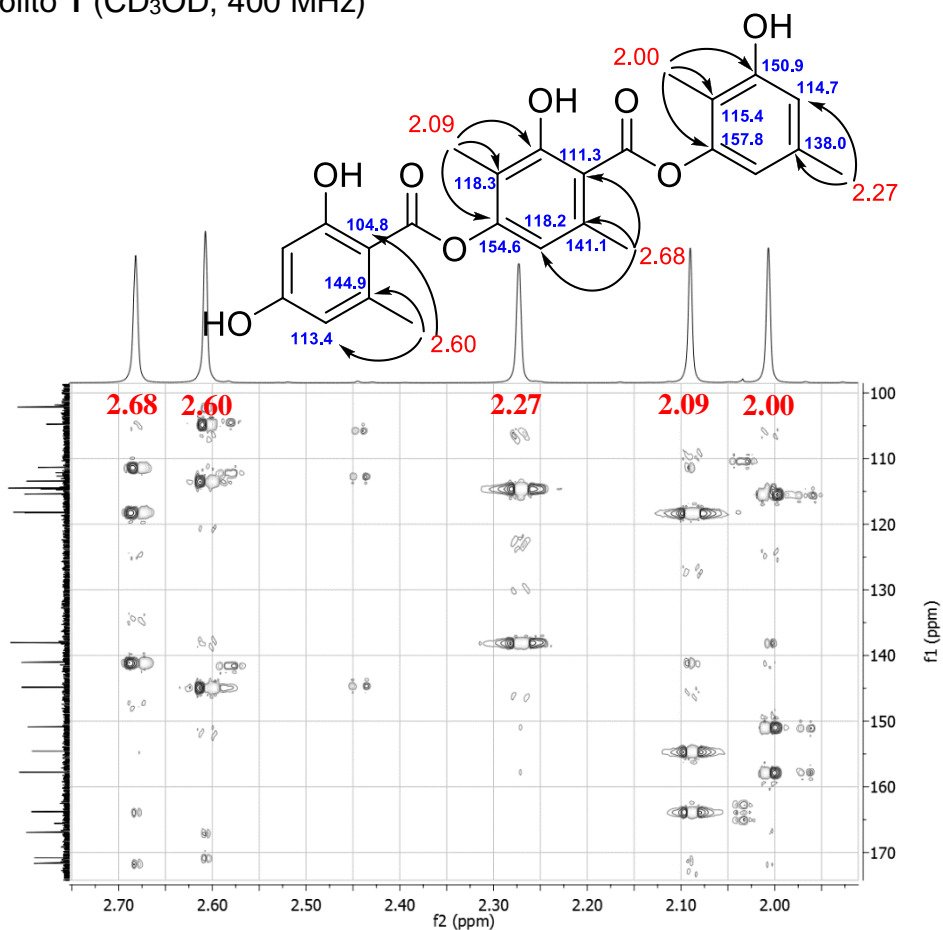 olito 1 (CD₃OD, 400 MHz)
OH
2.00
150.9
114.7
115.4
OH
O
2.09
157.8
138.0
111.3
OH
O
118.3
O
2.27
104.8
118.2
154.6
141.1
2.68
O
144.9
HO
113.4
2.60
2.68 2.60 2.27 2.09 2.00
100
110
120
130
140
150
160
170
f1 (ppm)
2.70 2.60 2.50 2.40 2.30 2.20 2.10 2.00
f2 (ppm)